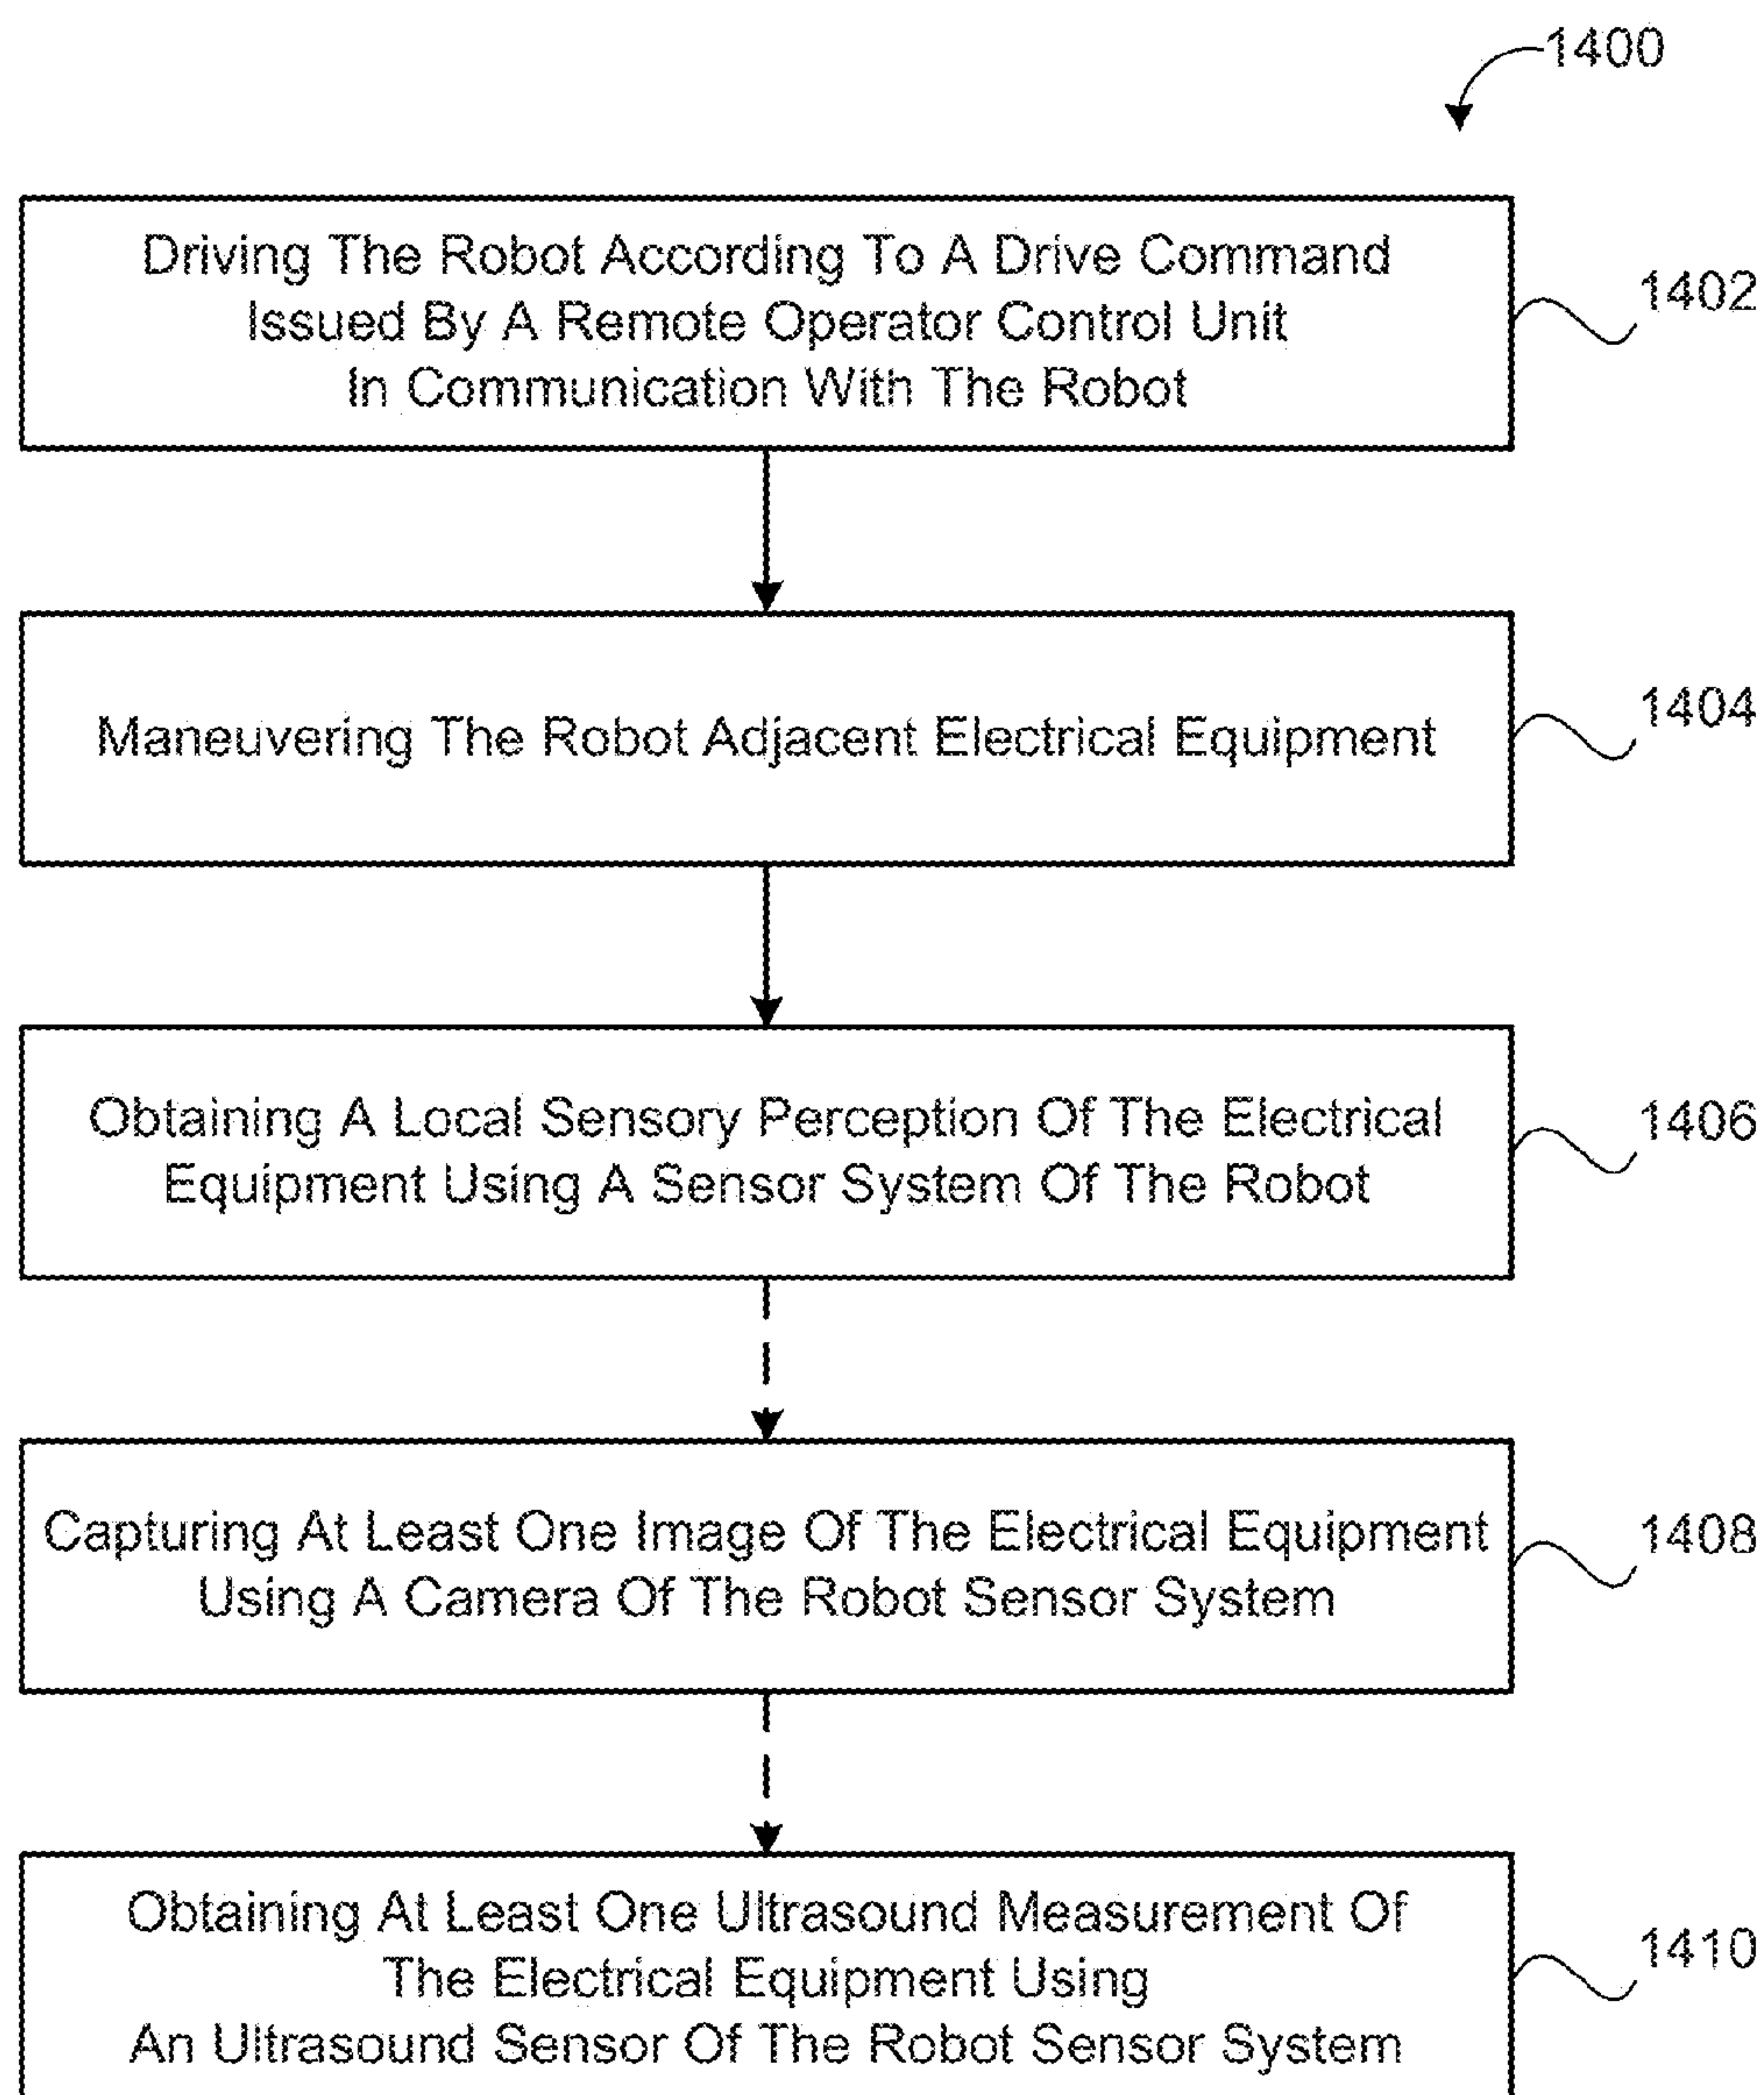 1400
Driving The Robot According To A Drive Command
Issued By A Remote Operator Control Unit
In Communication With The Robot
1402
Maneuvering The Robot Adjacent Electrical Equipment
1404
Obtaining A Local Sensory Perception Of The Electrical
Equipment Using A Sensor System Of The Robot
1406
Capturing At Least One Image Of The Electrical Equipment
Using A Camera Of The Robot Sensor System
1408
Obtaining At Least One Ultrasound Measurement Of
The Electrical Equipment Using
An Ultrasound Sensor Of The Robot Sensor System
1410